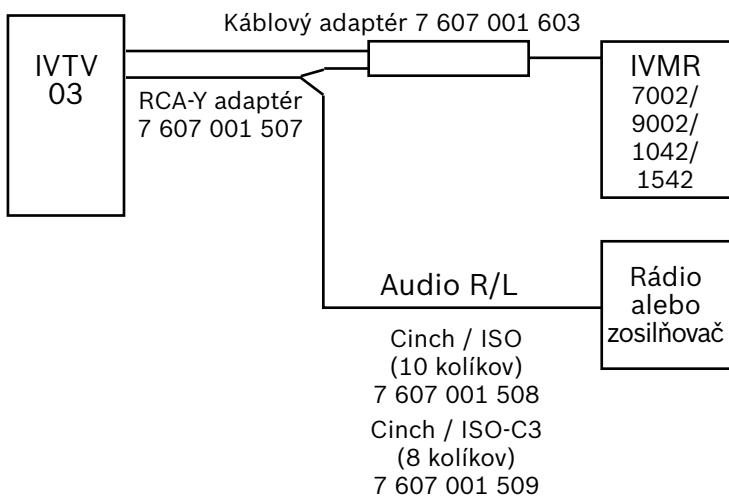 Káblový adaptér 7 607 001 603
IVTV
03
RCA-Y adaptér
7 607 001 507
IVMR
7002/
9002/
1042/
1542
Audio R/L
Rádio
alebo
zosilňovač
Cinch / ISO
(10 kolíkov)
7 607 001 508
Cinch / ISO-C3
(8 kolíkov)
7 607 001 509